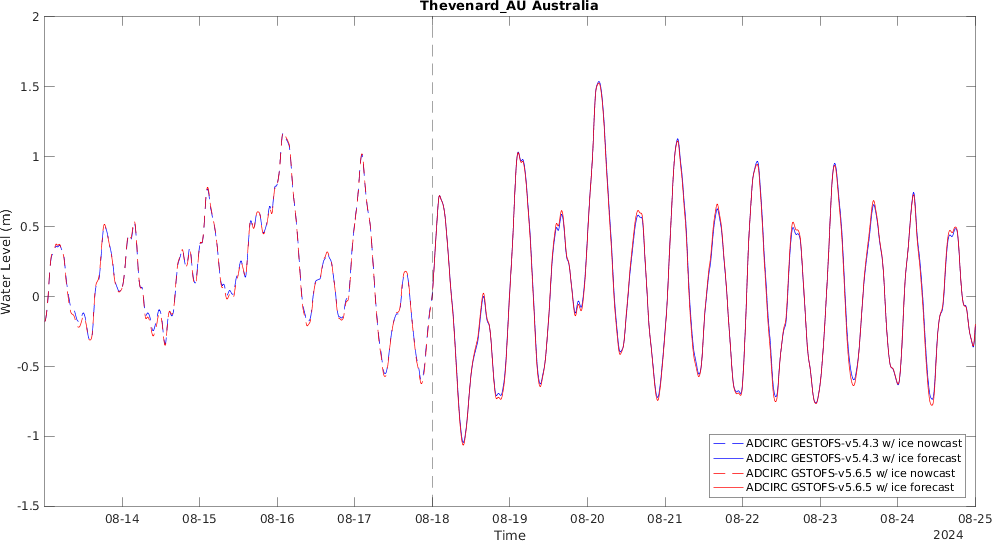 Thevenard_AU Australia
2
1.5
1
0.5
0
-0.5
-1
-1.5
Water Level (m)
08-14 08-15 08-16 08-17 08-18 08-19 08-20 08-21 08-22 08-23 08-24 08-25
Time
2024
ADCIRC GESTOFS-v5.4.3 w/ ice nowcast
ADCIRC GESTOFS-v5.4.3 w/ ice forecast
ADCIRC GSTOFS-v5.6.5 w/ ice nowcast
ADCIRC GSTOFS-v5.6.5 w/ ice forecast